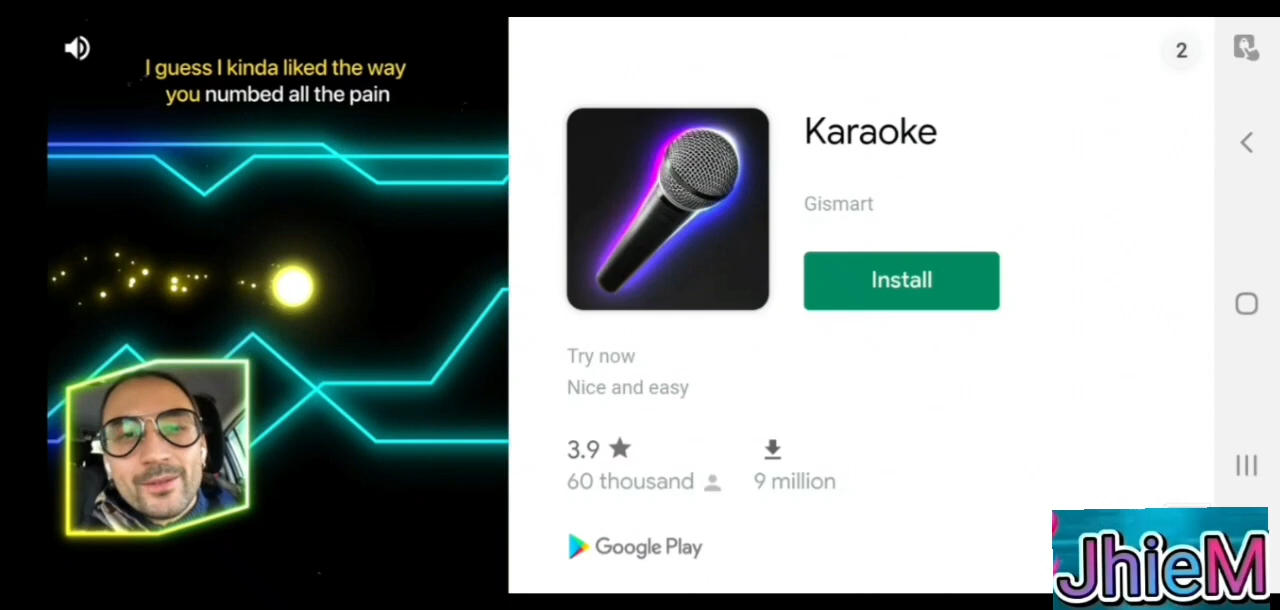 I guess I kinda liked the way
you numbed all the pain
2
Karaoke
Gismart
Install
Try now
Nice and easy
3.9
60 thousand
9 million
Google Play
JhieM